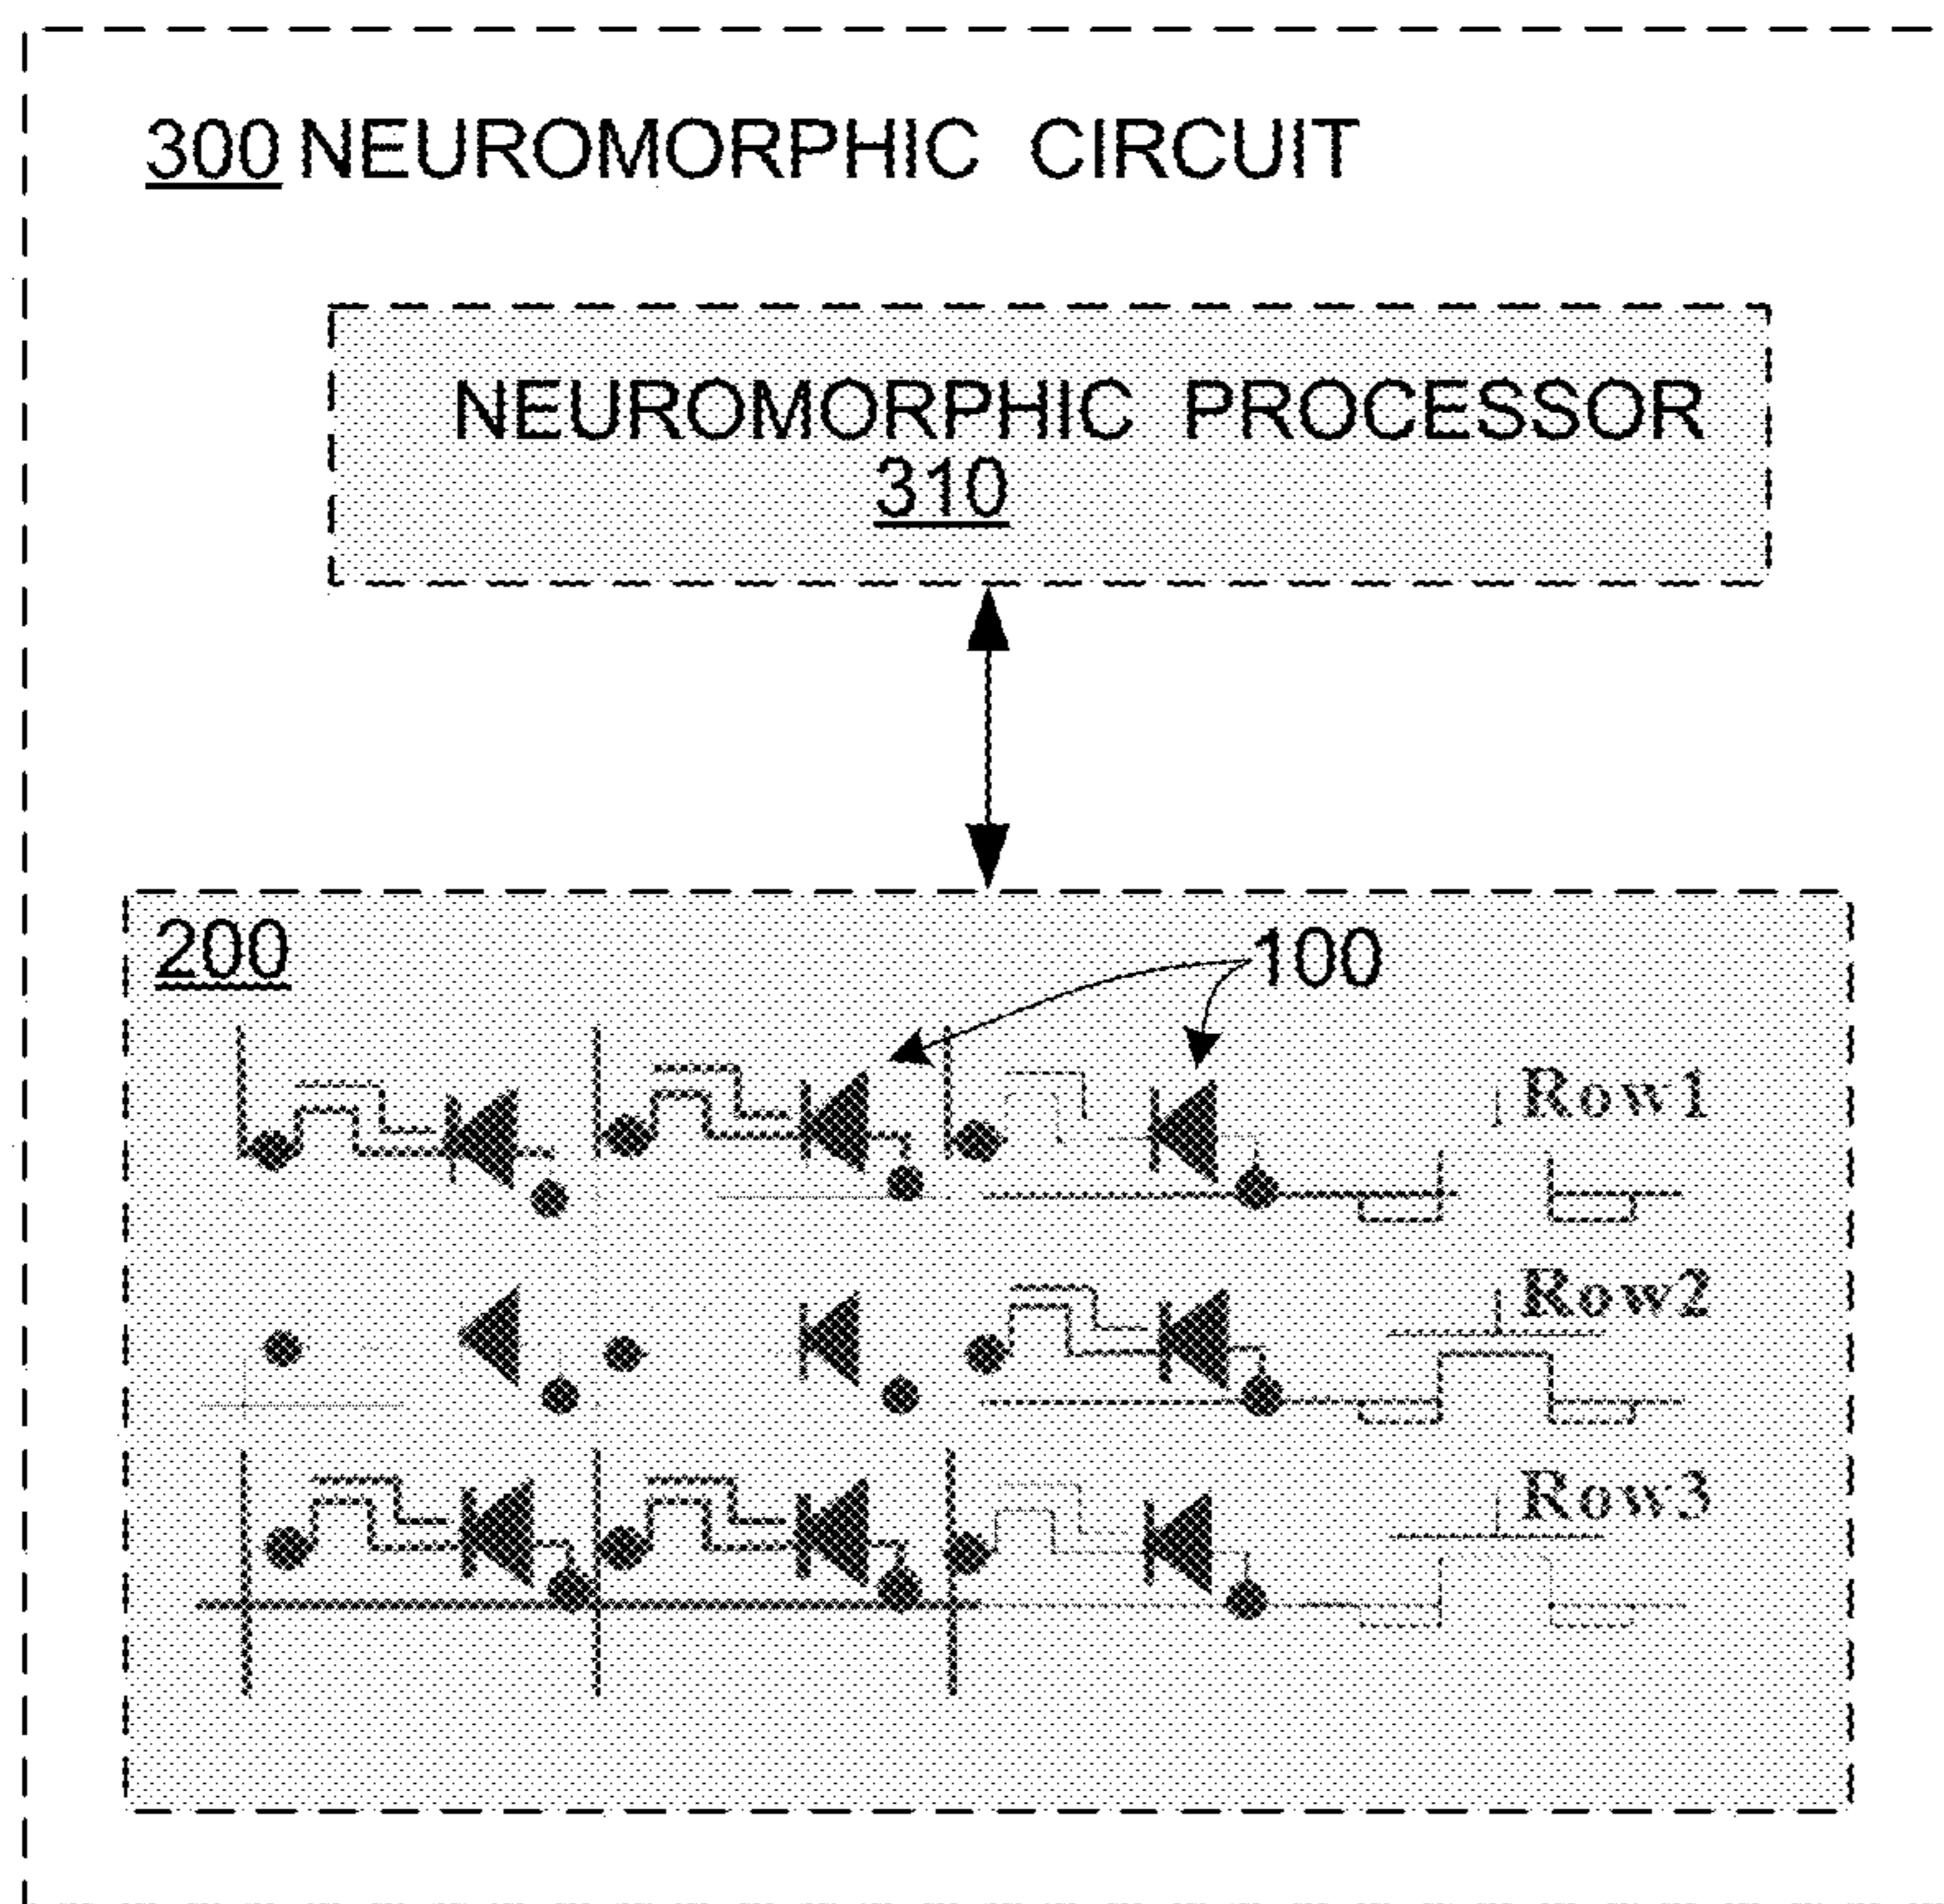 300 NEUROMORPHIC CIRCUIT
NEUROMORPHIC PROCESSOR
310
200
100
Row1
Row2
Row3